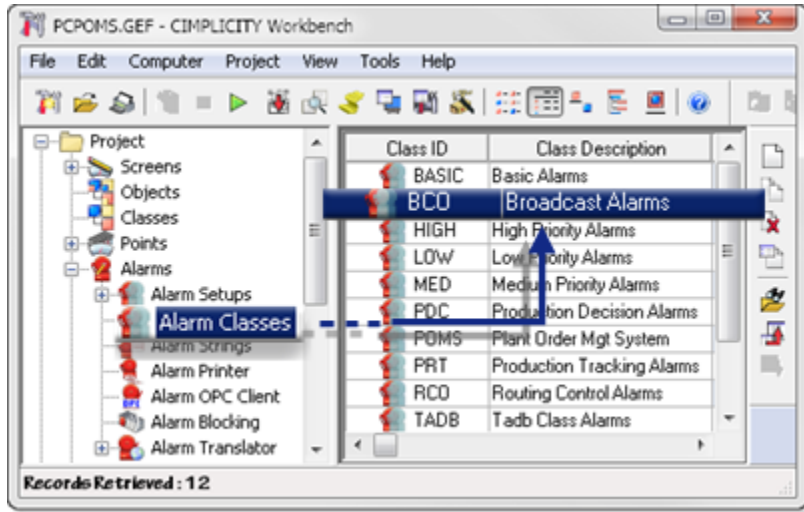 PCPOMS.GEF - CIMPLICITY Workbench
File Edit Computer Project View Tools Help
Project
Screens
Objects
Classes
Points
Alarms
Alarm Setups
Alarm Classes
Alarm Strings
Alarm Printer
Alarm OPC Client
Alarm Blocking
Alarm Translator
Class ID Class Description
BASIC Basic Alarms
BCO Broadcast Alarms
HIGH High Priority Alarms
LOW Low Priority Alarms
MED Medium Priority Alarms
PDC Production Decision Alarms
POMS Plant Order Mgt System
PRT Production Tracking Alarms
RCO Routing Control Alarms
TADB Tadb Class Alarms
Records Retrieved : 12